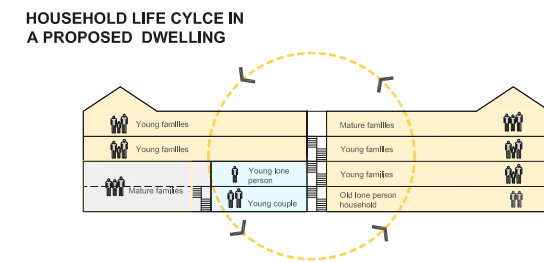 HOUSEHOLD LIFE CYLCE IN
A PROPOSED DWELLING
Young families
Mature families
Young families
Young families
Mature families
Young lone
person
Young families
Young couple
Old lone person
household